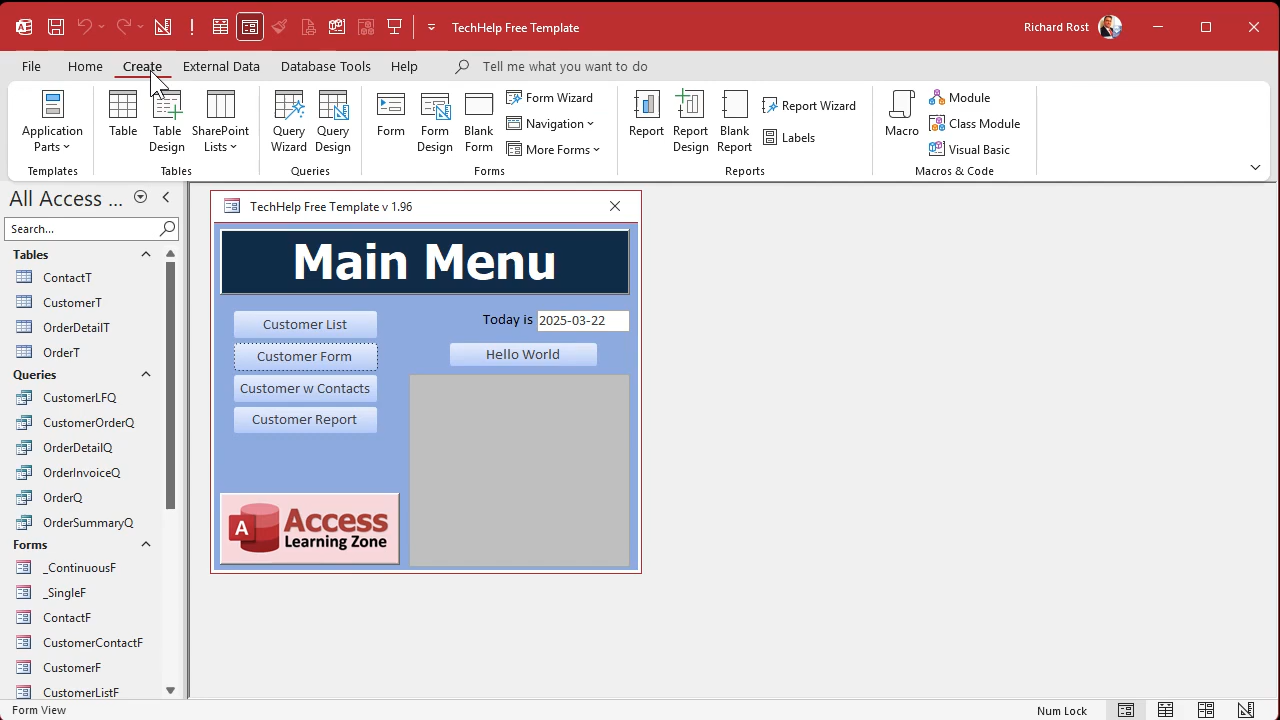 TechHelp Free Template
Richard Rost
File Home Create External Data Database Tools Help Tell me what you want to do
Application Parts
Templates
Table
Table Design
SharePoint Lists
Tables
Query Wizard
Query Design
Queries
Form
Form Design
Blank Form
Form Wizard
Navigation
More Forms
Forms
Report
Report Design
Blank Report
Report Wizard
Labels
Reports
Macro
Module
Class Module
Visual Basic
Macros & Code
All Access ...
Search...
Tables
ContactT
CustomerT
OrderDetailT
OrderT
Queries
CustomerLFQ
CustomerOrderQ
OrderDetailQ
OrderInvoiceQ
OrderQ
OrderSummaryQ
Forms
_ContinuousF
_SingleF
ContactF
CustomerContactF
CustomerF
CustomerListF
TechHelp Free Template v 1.96
Main Menu
Customer List
Customer Form
Customer w Contacts
Customer Report
Today is 2025-03-22
Hello World
A Access
Learning Zone
Form View
Num Lock